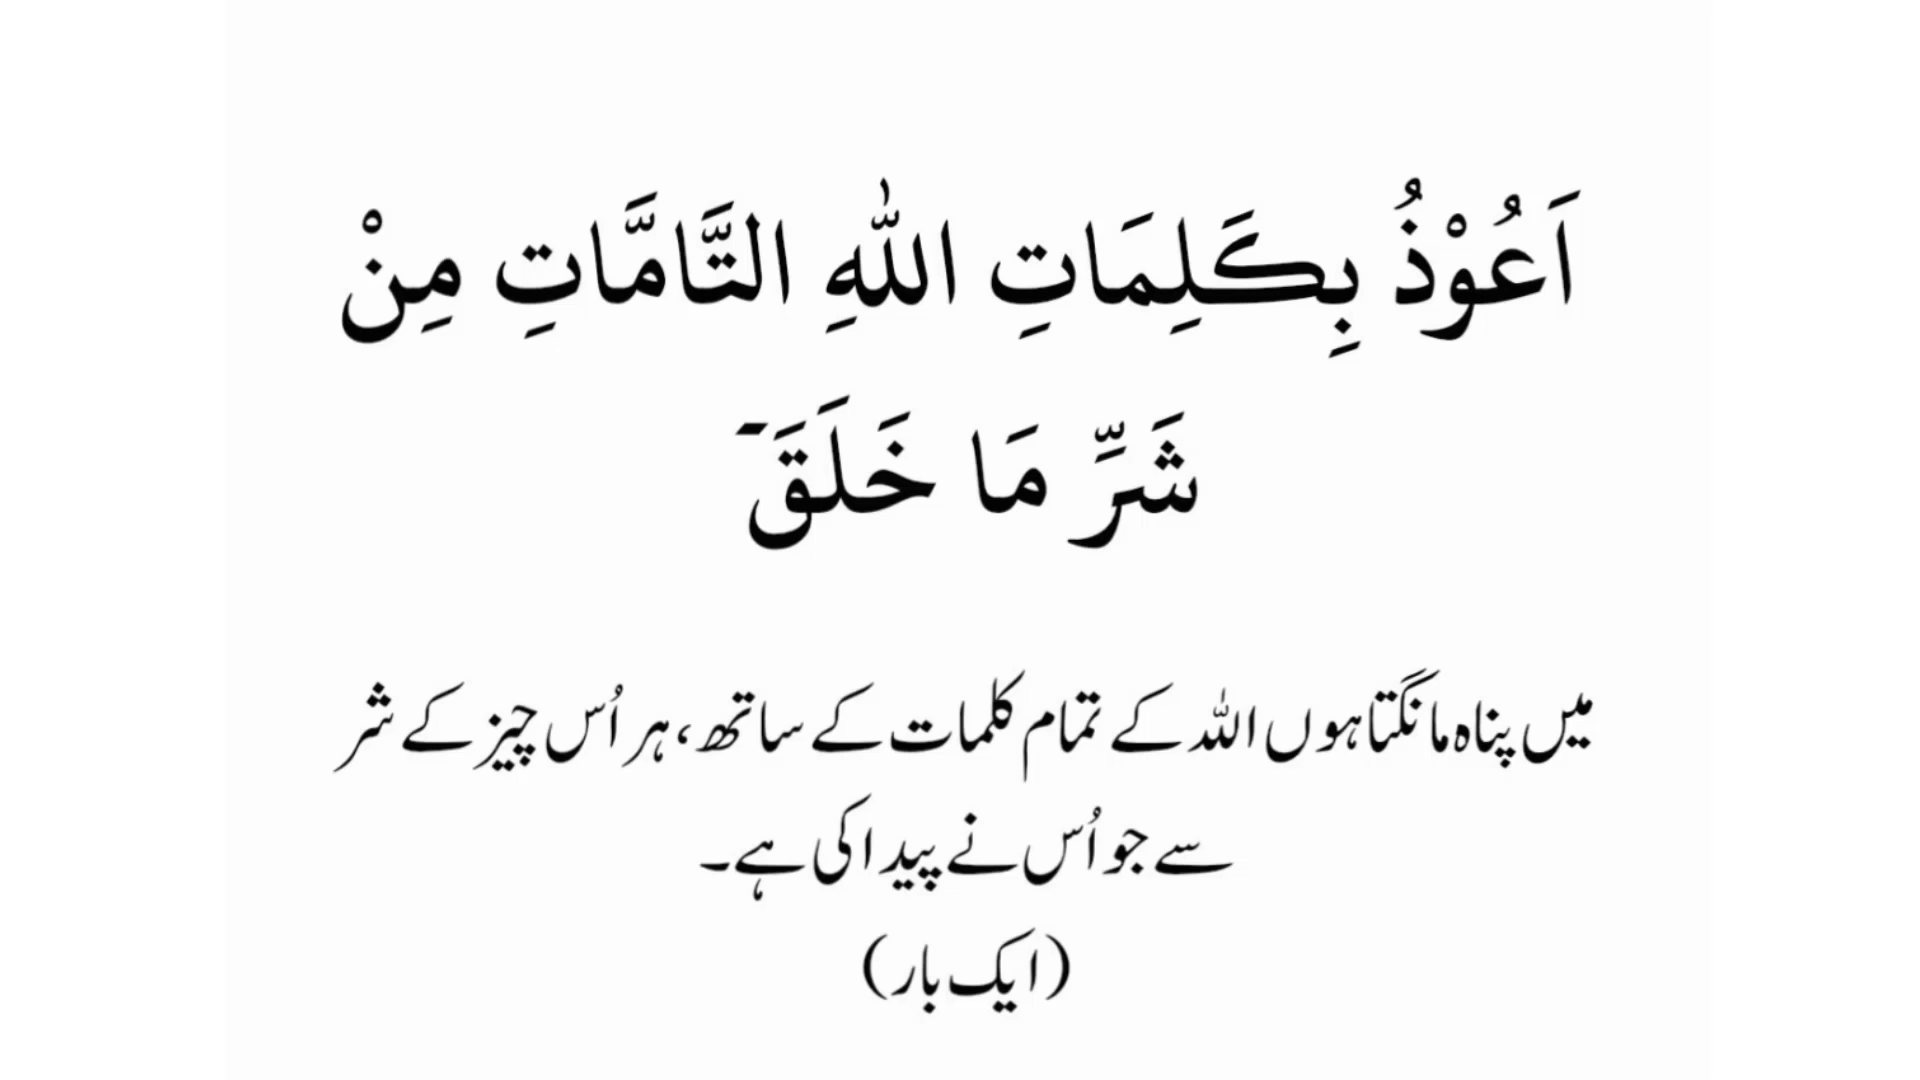 اَعُوْذُ بِكَلِمَاتِ اللّٰهِ التَّامَّاتِ مِنْ
شَرِّ مَا خَلَقَ-
میں پناہ مانگتا ہوں اللہ کے تمام کلمات کے ساتھ، ہر اُس چیز کے شر
سے جو اُس نے پیدا کی ہے۔
(ایک بار)